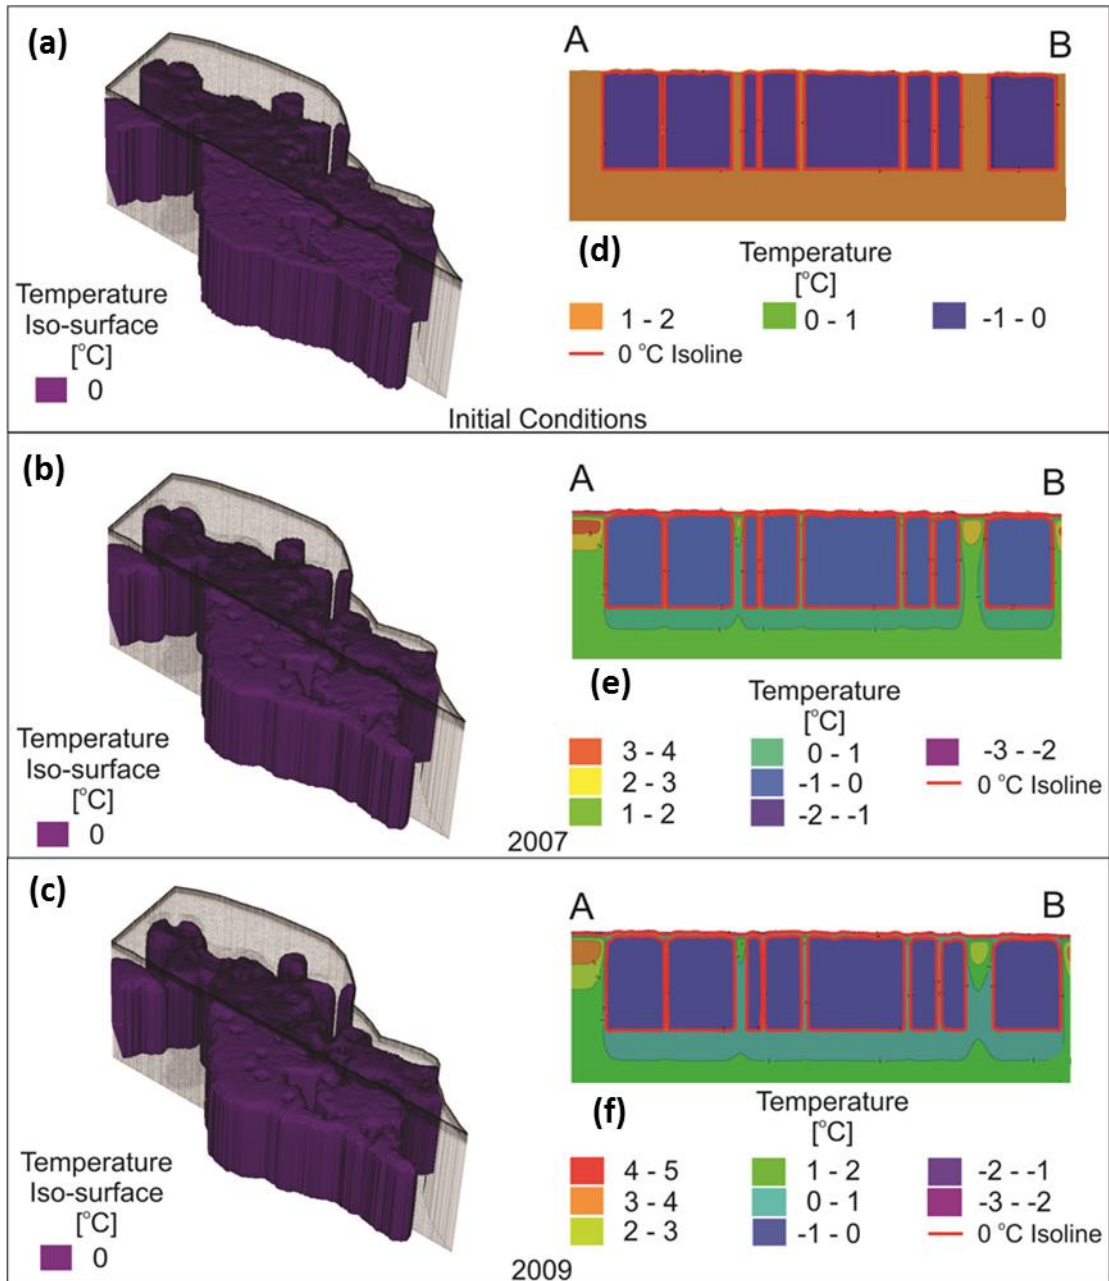 (a)
A
B
Temperature
Iso-surface
[°C]
0
(d)
Temperature
[°C]
1 - 2
0 - 1
-1 - 0
0 °C Isoline
Initial Conditions
(b)
A
B
Temperature
Iso-surface
[°C]
0
(e)
Temperature
[°C]
3 - 4
0 - 1
-3 - -2
2 - 3
-1 - 0
0 °C Isoline
1 - 2
-2 - -1
2007
(c)
A
B
Temperature
Iso-surface
[°C]
0
(f)
Temperature
[°C]
4 - 5
1 - 2
-2 - -1
3 - 4
0 - 1
-3 - -2
2 - 3
-1 - 0
0 °C Isoline
2009